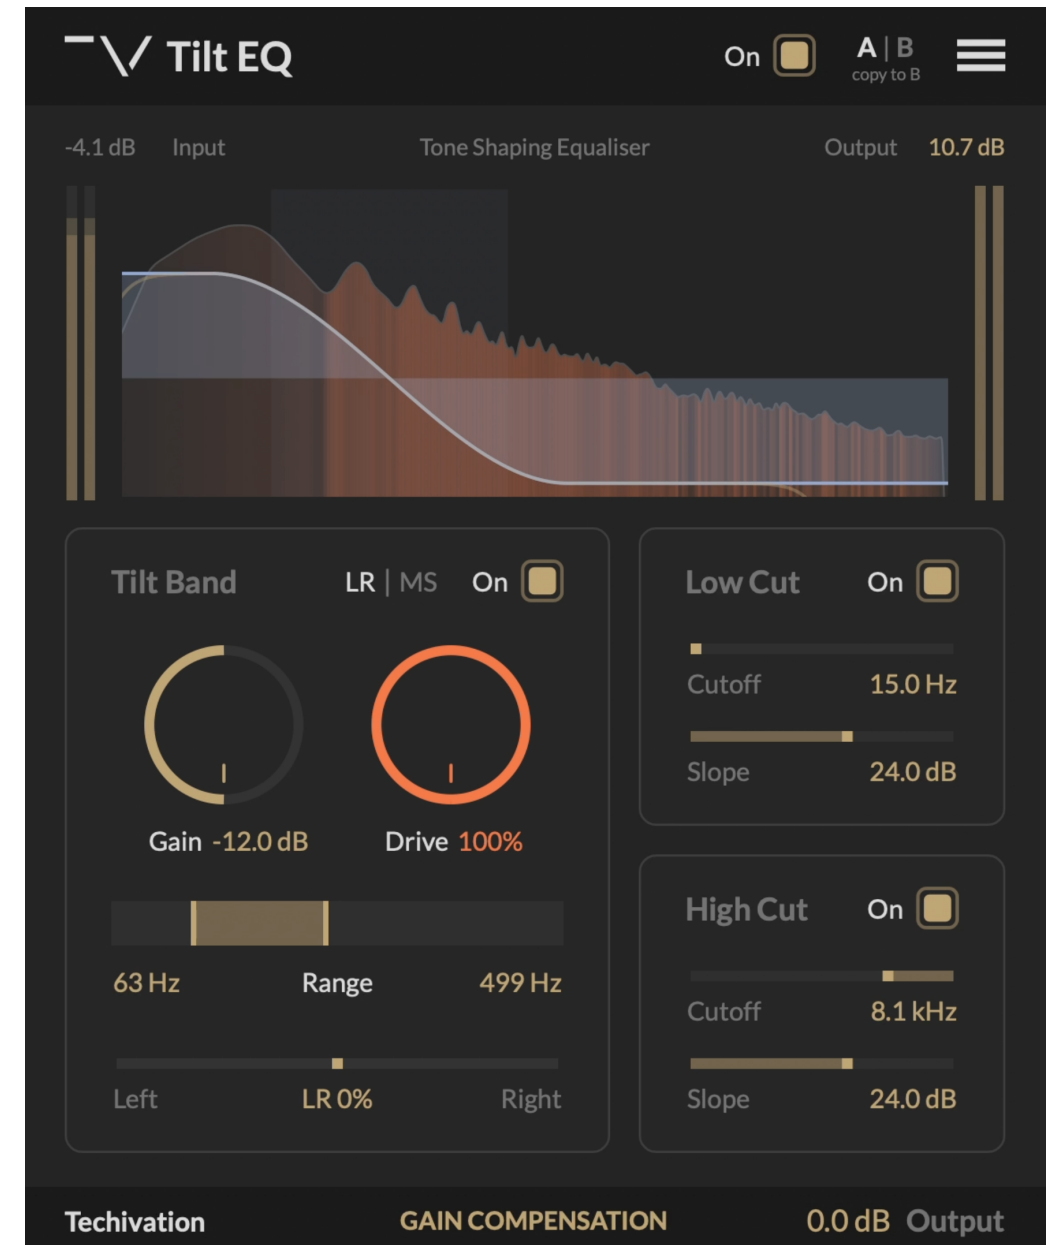 Tilt EQ On A | B
copy to B
-4.1 dB Input Tone Shaping Equaliser Output 10.7 dB
Tilt Band LR | MS On
Gain -12.0 dB Drive 100%
63 Hz Range 499 Hz
Left LR 0% Right
Low Cut On
Cutoff 15.0 Hz
Slope 24.0 dB
High Cut On
Cutoff 8.1 kHz
Slope 24.0 dB
Techivation GAIN COMPENSATION 0.0 dB Output